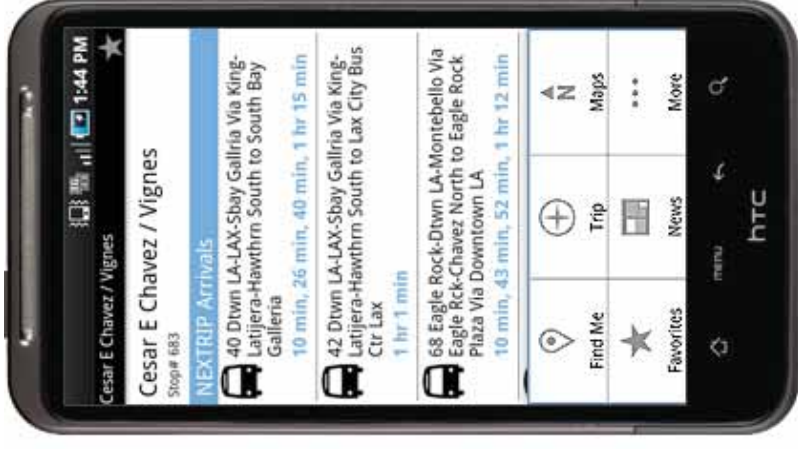 1:44 PM
Cesar E Chavez / Vignes
Cesar E Chavez / Vignes
Stop# 683
NEXTRIP Arrivals
40 Dtwn LA-LAX-Sbay Gallria Via King-
Latijera-Hawthrn South to South Bay
Galleria
10 min, 26 min, 40 min, 1 hr 15 min
42 Dtwn LA-LAX-Sbay Gallria Via King-
Latijera-Hawthrn South to Lax City Bus
Ctr Lax
1 hr 1 min
68 Eagle Rock-Dtwn LA-Montebello Via
Eagle Rck-Chavez North to Eagle Rock
Plaza Via Downtown LA
10 min, 43 min, 52 min, 1 hr 12 min
N
Find Me
Trip
Maps
Favorites
News
More
menu
hTC